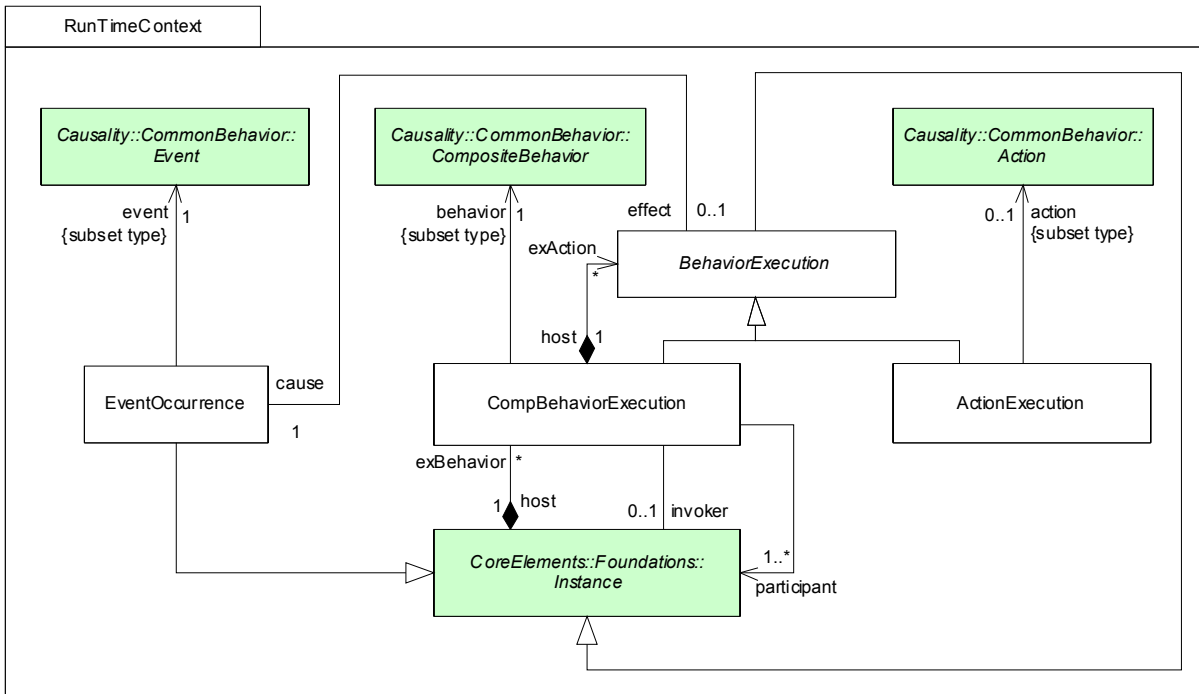 RunTimeContext
Causality::CommonBehavior::
Event
Causality::CommonBehavior::
CompositeBehavior
Causality::CommonBehavior::
Action
event
1
{subset type}
behavior
1
{subset type}
effect
0..1
0..1
action
{subset type}
exAction
*
BehaviorExecution
host
1
EventOccurrence
cause
1
CompBehaviorExecution
ActionExecution
exBehavior
*
1
host
0..1
invoker
CoreElements::Foundations::
Instance
1..*
participant